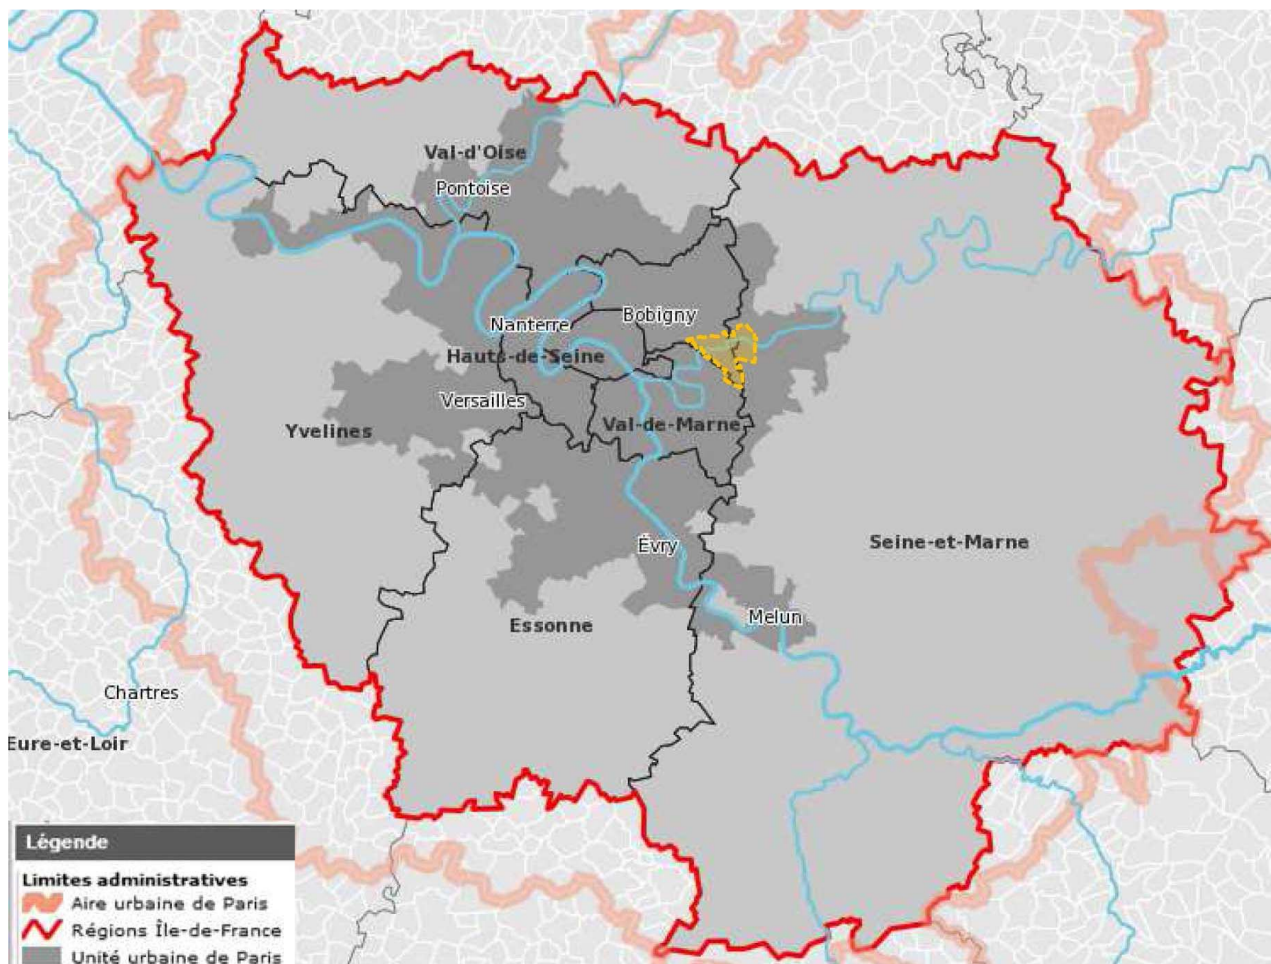 Val-d'Oise
Pontoise
Bobigny
Nanterre
Hauts-de-Seine
Versailles
Val-de-Marne
Yvelines
Évry
Seine-et-Marne
Melun
Essonne
Chartres
Eure-et-Loir
Légende
Limites administratives
Aire urbaine de Paris
Régions Île-de-France
Unité urbaine de Paris